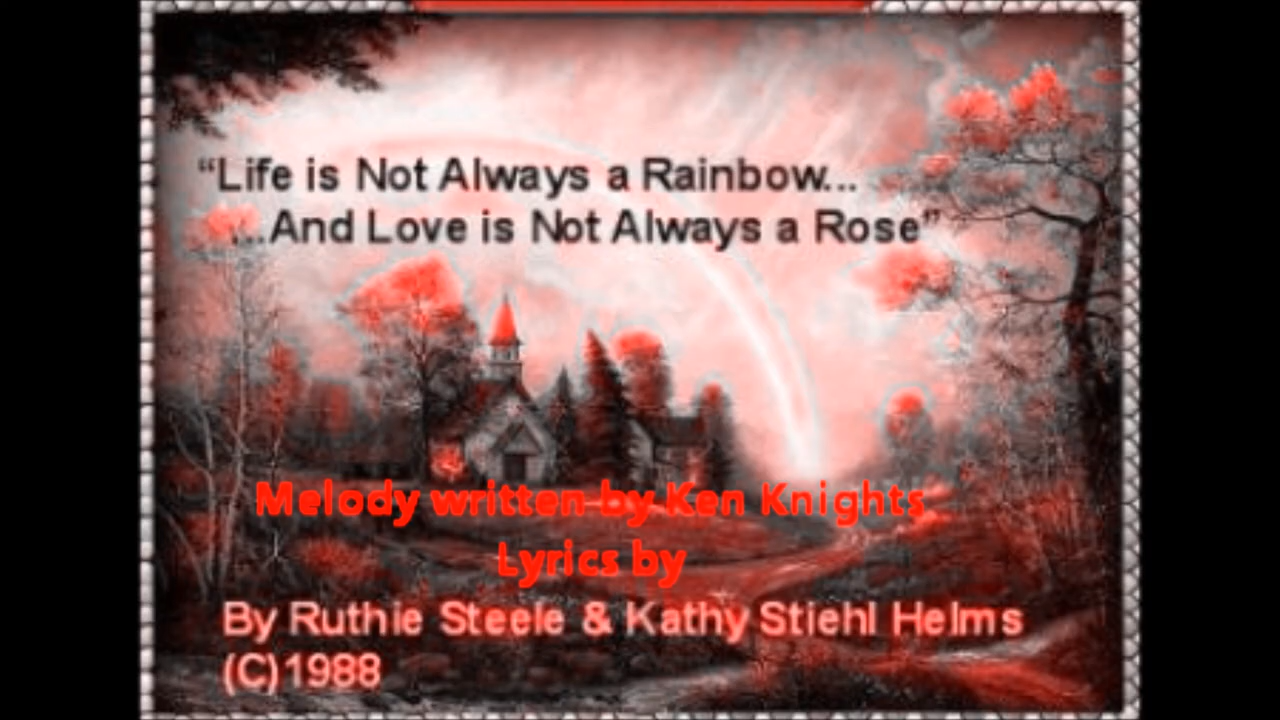 “Life is Not Always a Rainbow...
...And Love is Not Always a Rose”
Melody written by Ken Knights
Lyrics by
By Ruthie Steele & Kathy Stiehl Helms
(C)1988